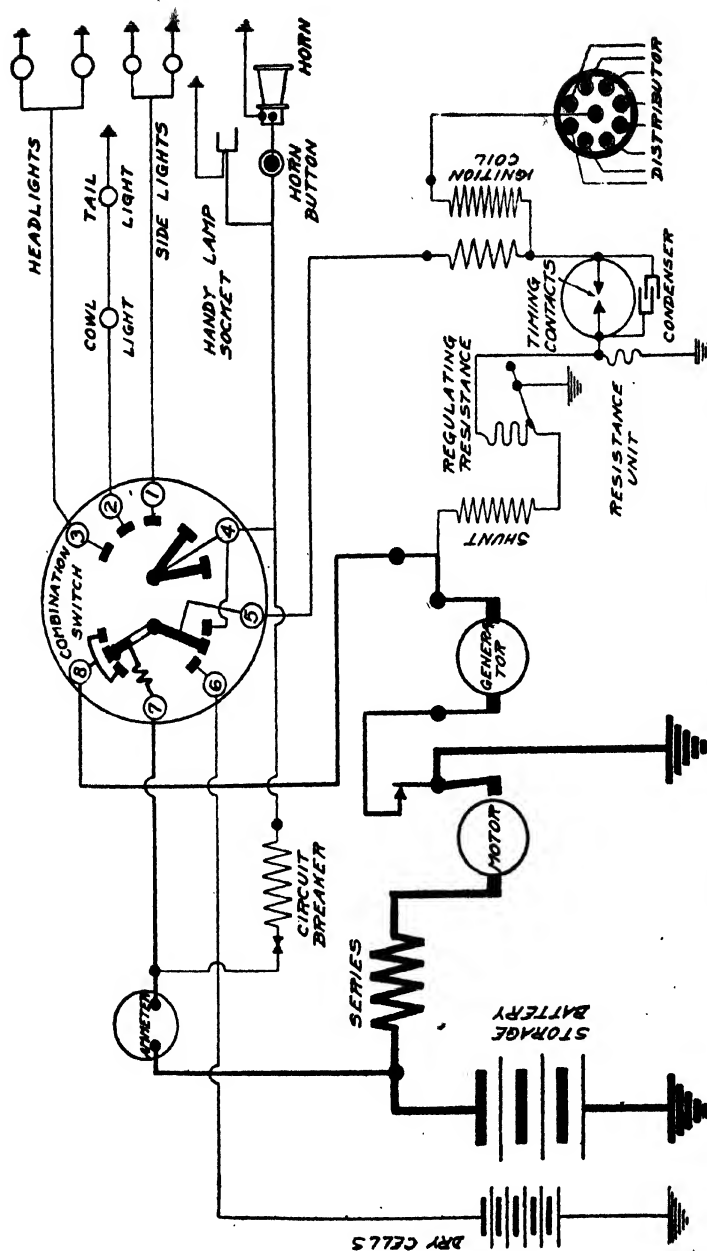 HEADLIGHTS
COWL
LIGHT
TAIL
LIGHT
SIDE LIGHTS
HANDY LAMP
SOCKET
HORN
BUTTON
HORN
COMBINATION
SWITCH
1
2
3
4
5
6
7
8
IGNITION
COIL
TIMING
CONTACTS
CONDENSER
DISTRIBUTOR
REGULATING
RESISTANCE
RESISTANCE
UNIT
SHUNT
GENERA
TOR
MOTOR
CIRCUIT
BREAKER
AMMETER
SERIES
STORAGE
BATTERY
DRY CELLS